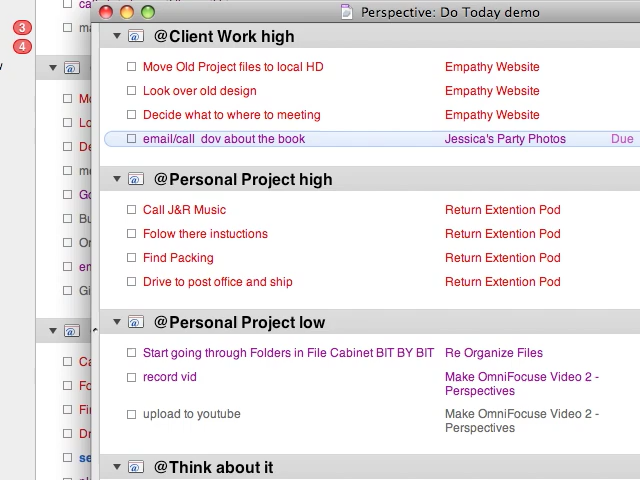 Perspective: Do Today demo
3
4
@Client Work high
Move Old Project files to local HD Empathy Website
Look over old design Empathy Website
Decide what to where to meeting Empathy Website
email/call dov about the book Jessica's Party Photos Due
@Personal Project high
Call J&R Music Return Extention Pod
Folow there instuctions Return Extention Pod
Find Packing Return Extention Pod
Drive to post office and ship Return Extention Pod
@Personal Project low
Start going through Folders in File Cabinet BIT BY BIT Re Organize Files
record vid Make OmniFocuse Video 2 -
Perspectives
upload to youtube Make OmniFocuse Video 2 -
Perspectives
@Think about it